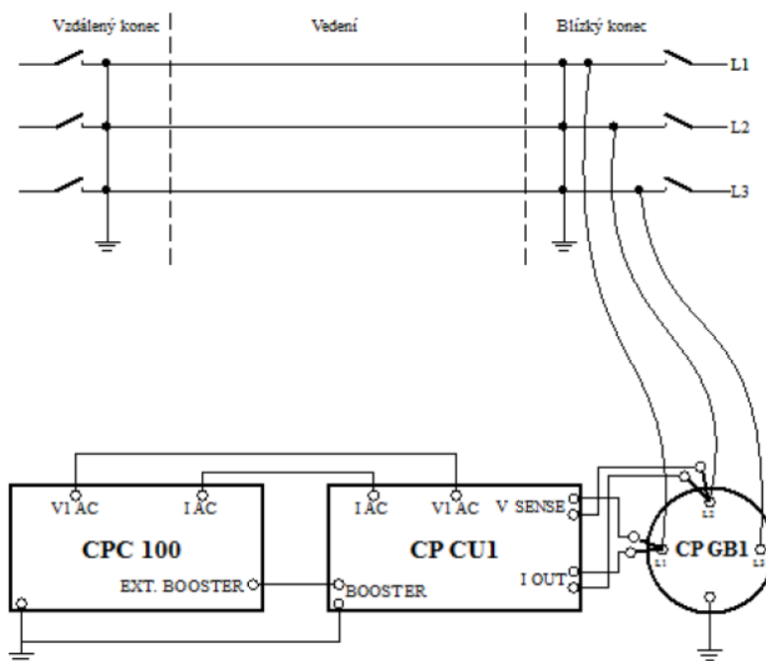 Vzdálený konec
Vedení
Blízký konec
L1
L2
L3
V1 AC
I AC
I AC
V1 AC
V SENSE
L2
CPC 100
CP CU1
CP GB1
L1
L3
EXT. BOOSTER
BOOSTER
I OUT